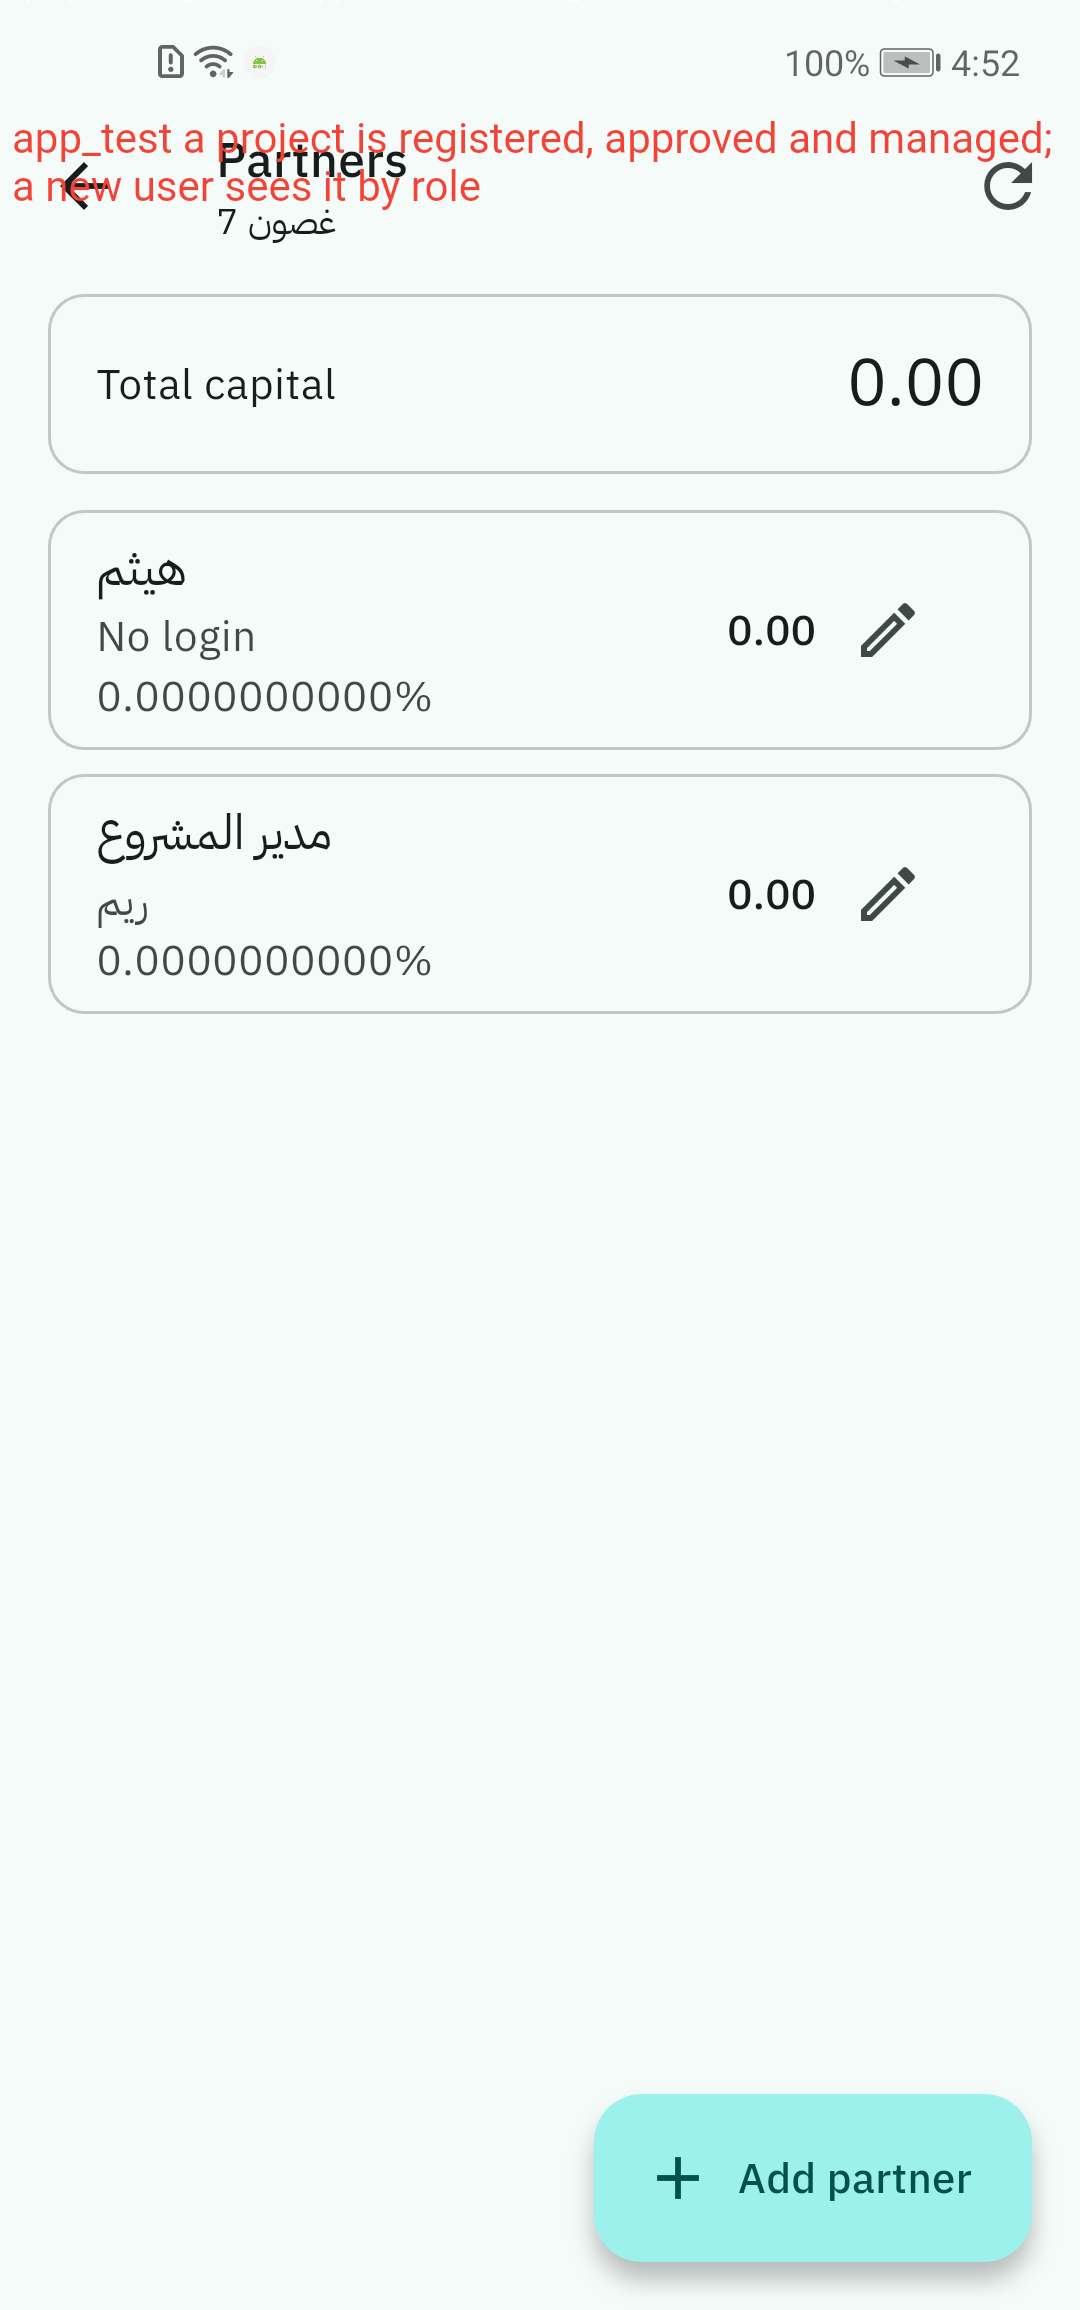 100% 4:52
app_test a project is registered, approved and managed;
a new user sees it by role
Partners
غصون 7
Total capital
0.00
هيثم
No login
0.0000000000%
0.00
مدير المشروع
ريم
0.0000000000%
0.00
Add partner